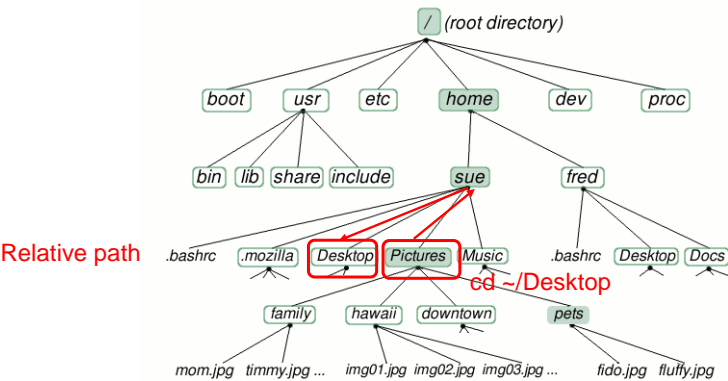 / (root directory)
boot usr etc home dev proc
bin lib share include sue fred
Relative path
.bashrc .mozilla Desktop Pictures Music .bashrc Desktop Docs
cd ~/Desktop
family hawaii downtown pets
mom.jpg timmy.jpg ... img01.jpg img02.jpg img03.jpg ... fido.jpg fluffy.jpg